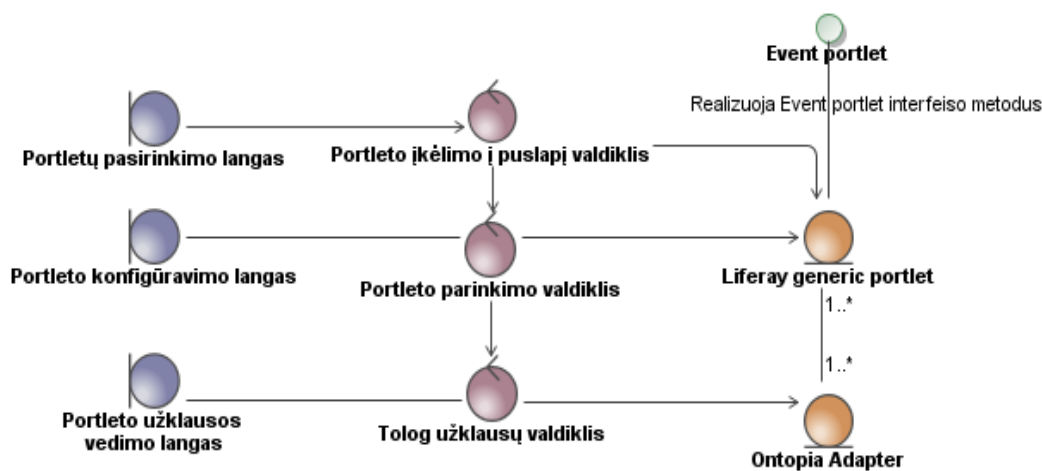 Event portlet
Realizuoja Event portlet interfeiso metodus
Portletų pasirinkimo langas
Portleto įkėlimo į puslapį valdiklis
Portleto konfigūravimo langas
Portleto parinkimo valdiklis
Liferay generic portlet
1..*
1..*
Portleto užklausos
vedimo langas
Tolog užklausų valdiklis
Ontopia Adapter